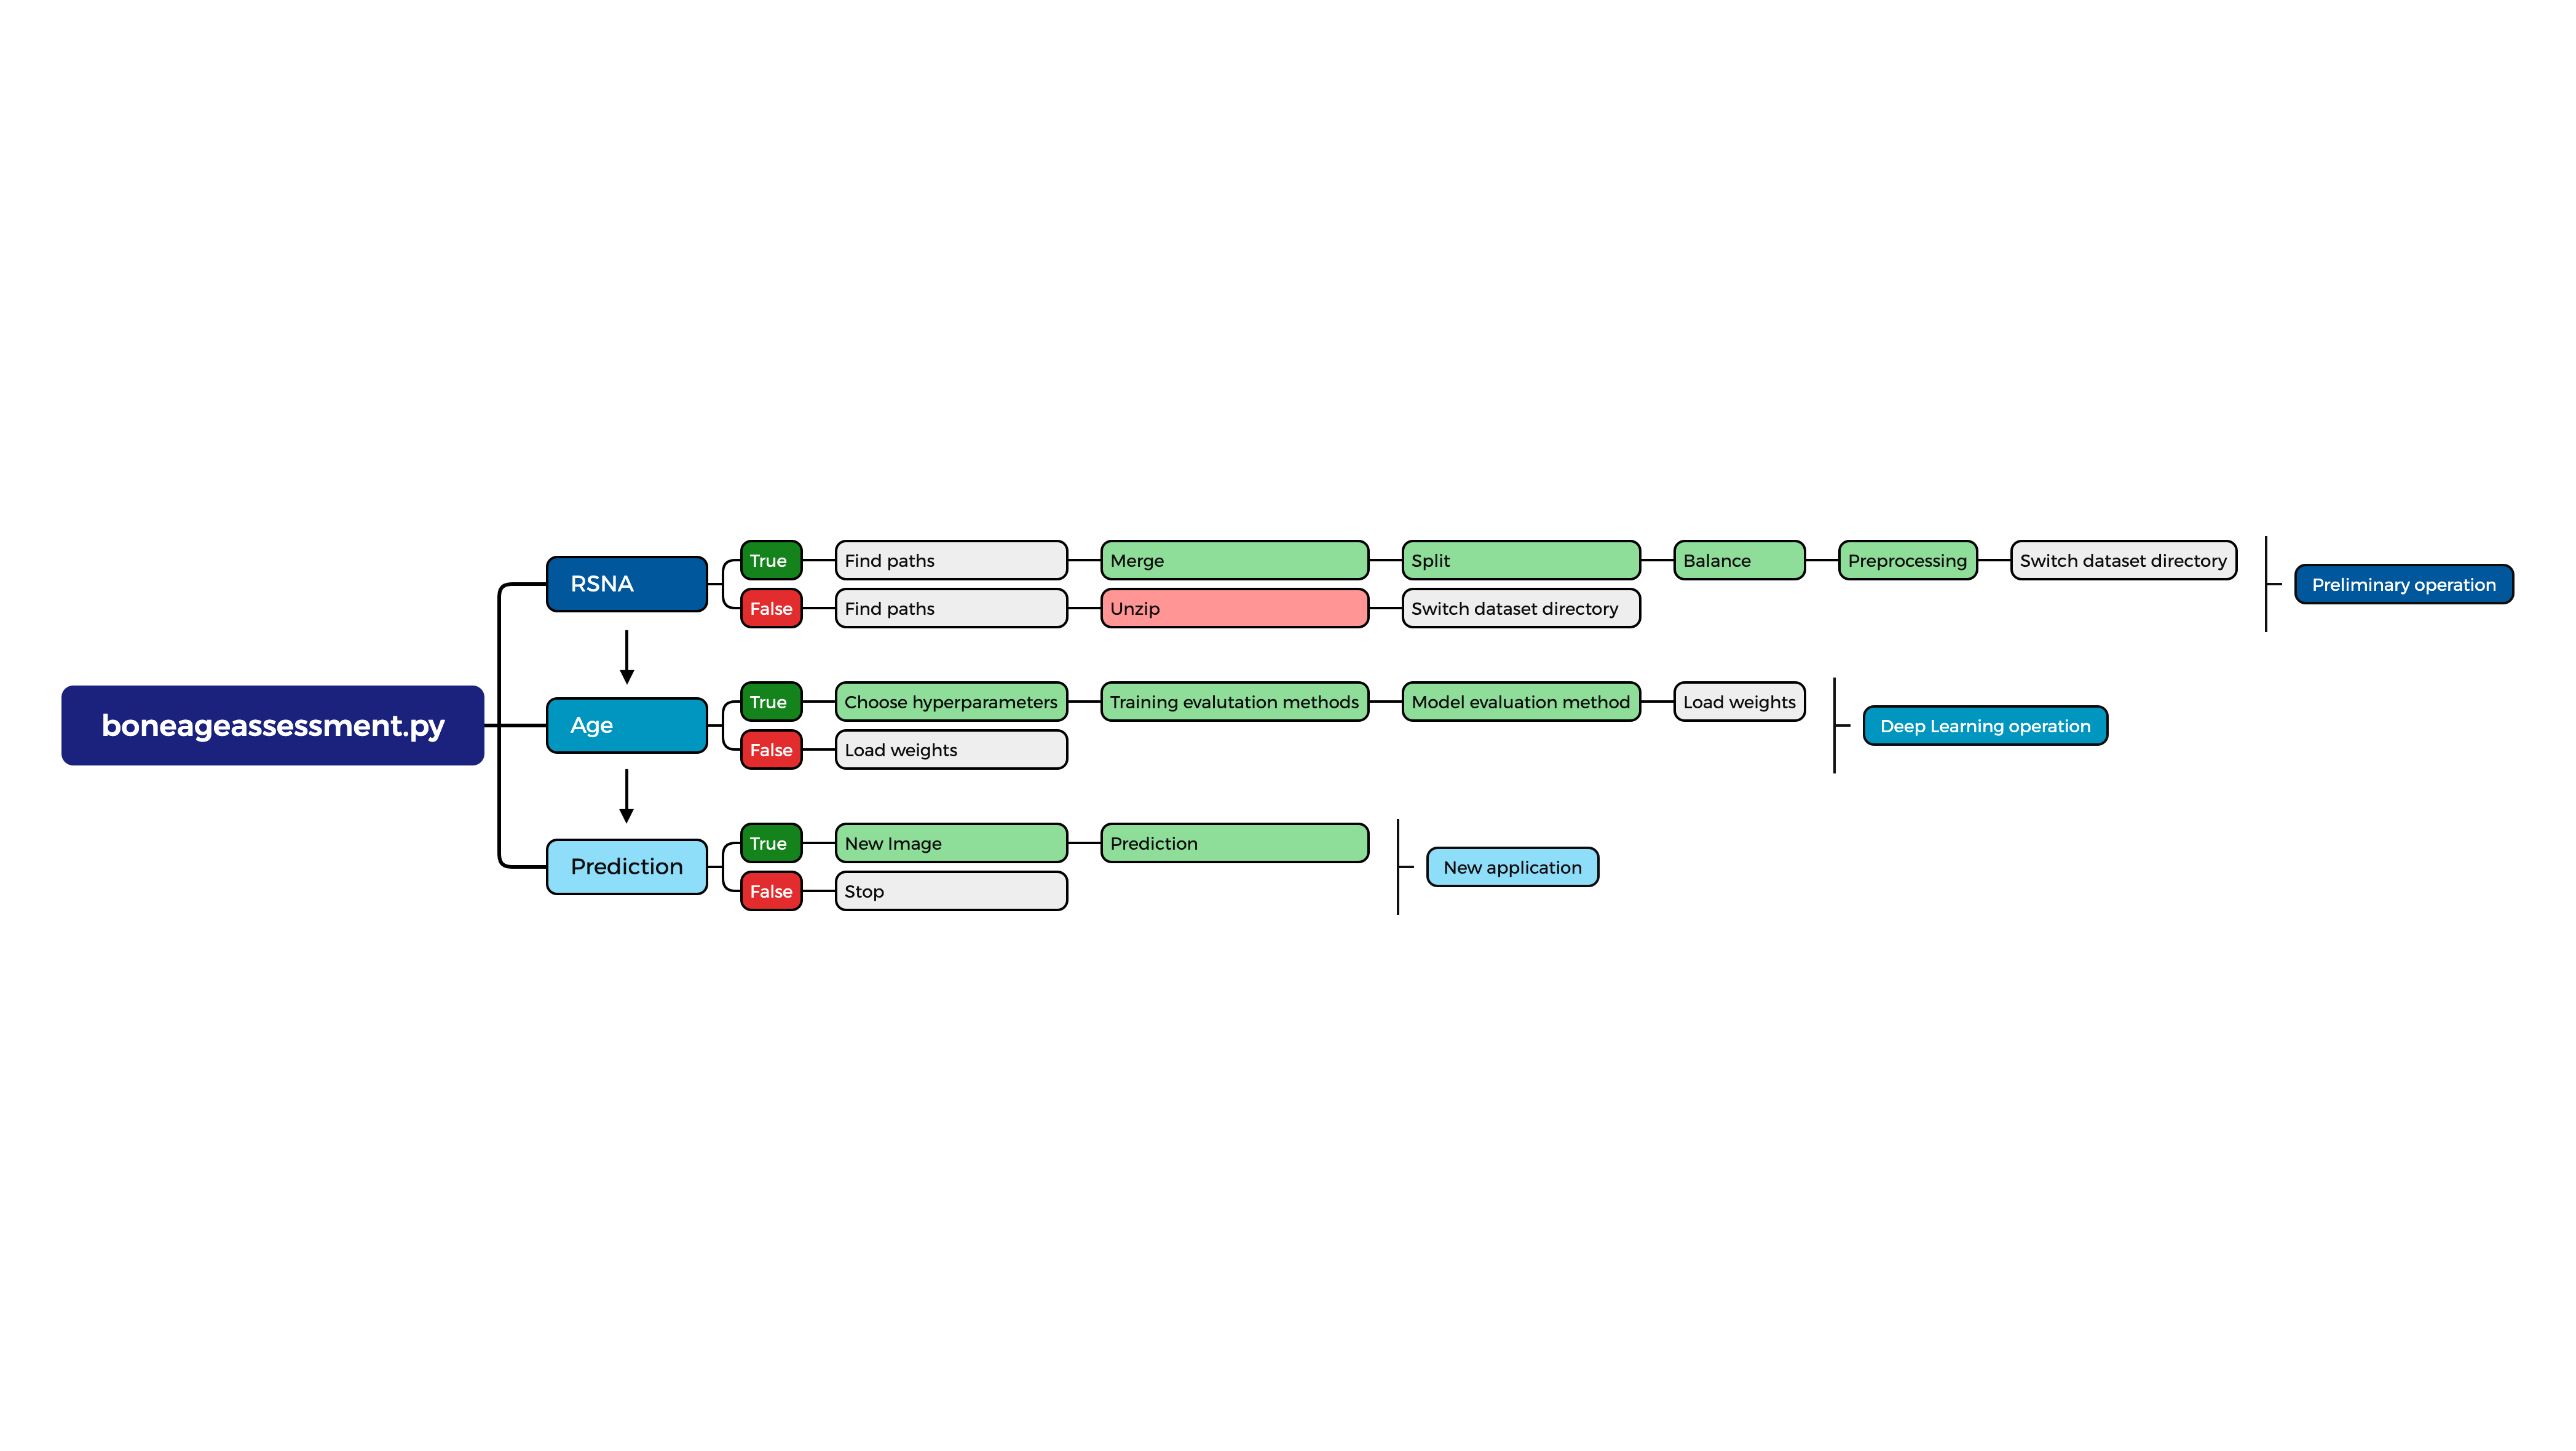 boneageassessment.py
RSNA
True
Find paths
Merge
Split
Balance
Preprocessing
Switch dataset directory
False
Find paths
Unzip
Switch dataset directory
Preliminary operation
Age
True
Choose hyperparameters
Training evalutation methods
Model evaluation method
Load weights
False
Load weights
Deep Learning operation
Prediction
True
New Image
Prediction
False
Stop
New application